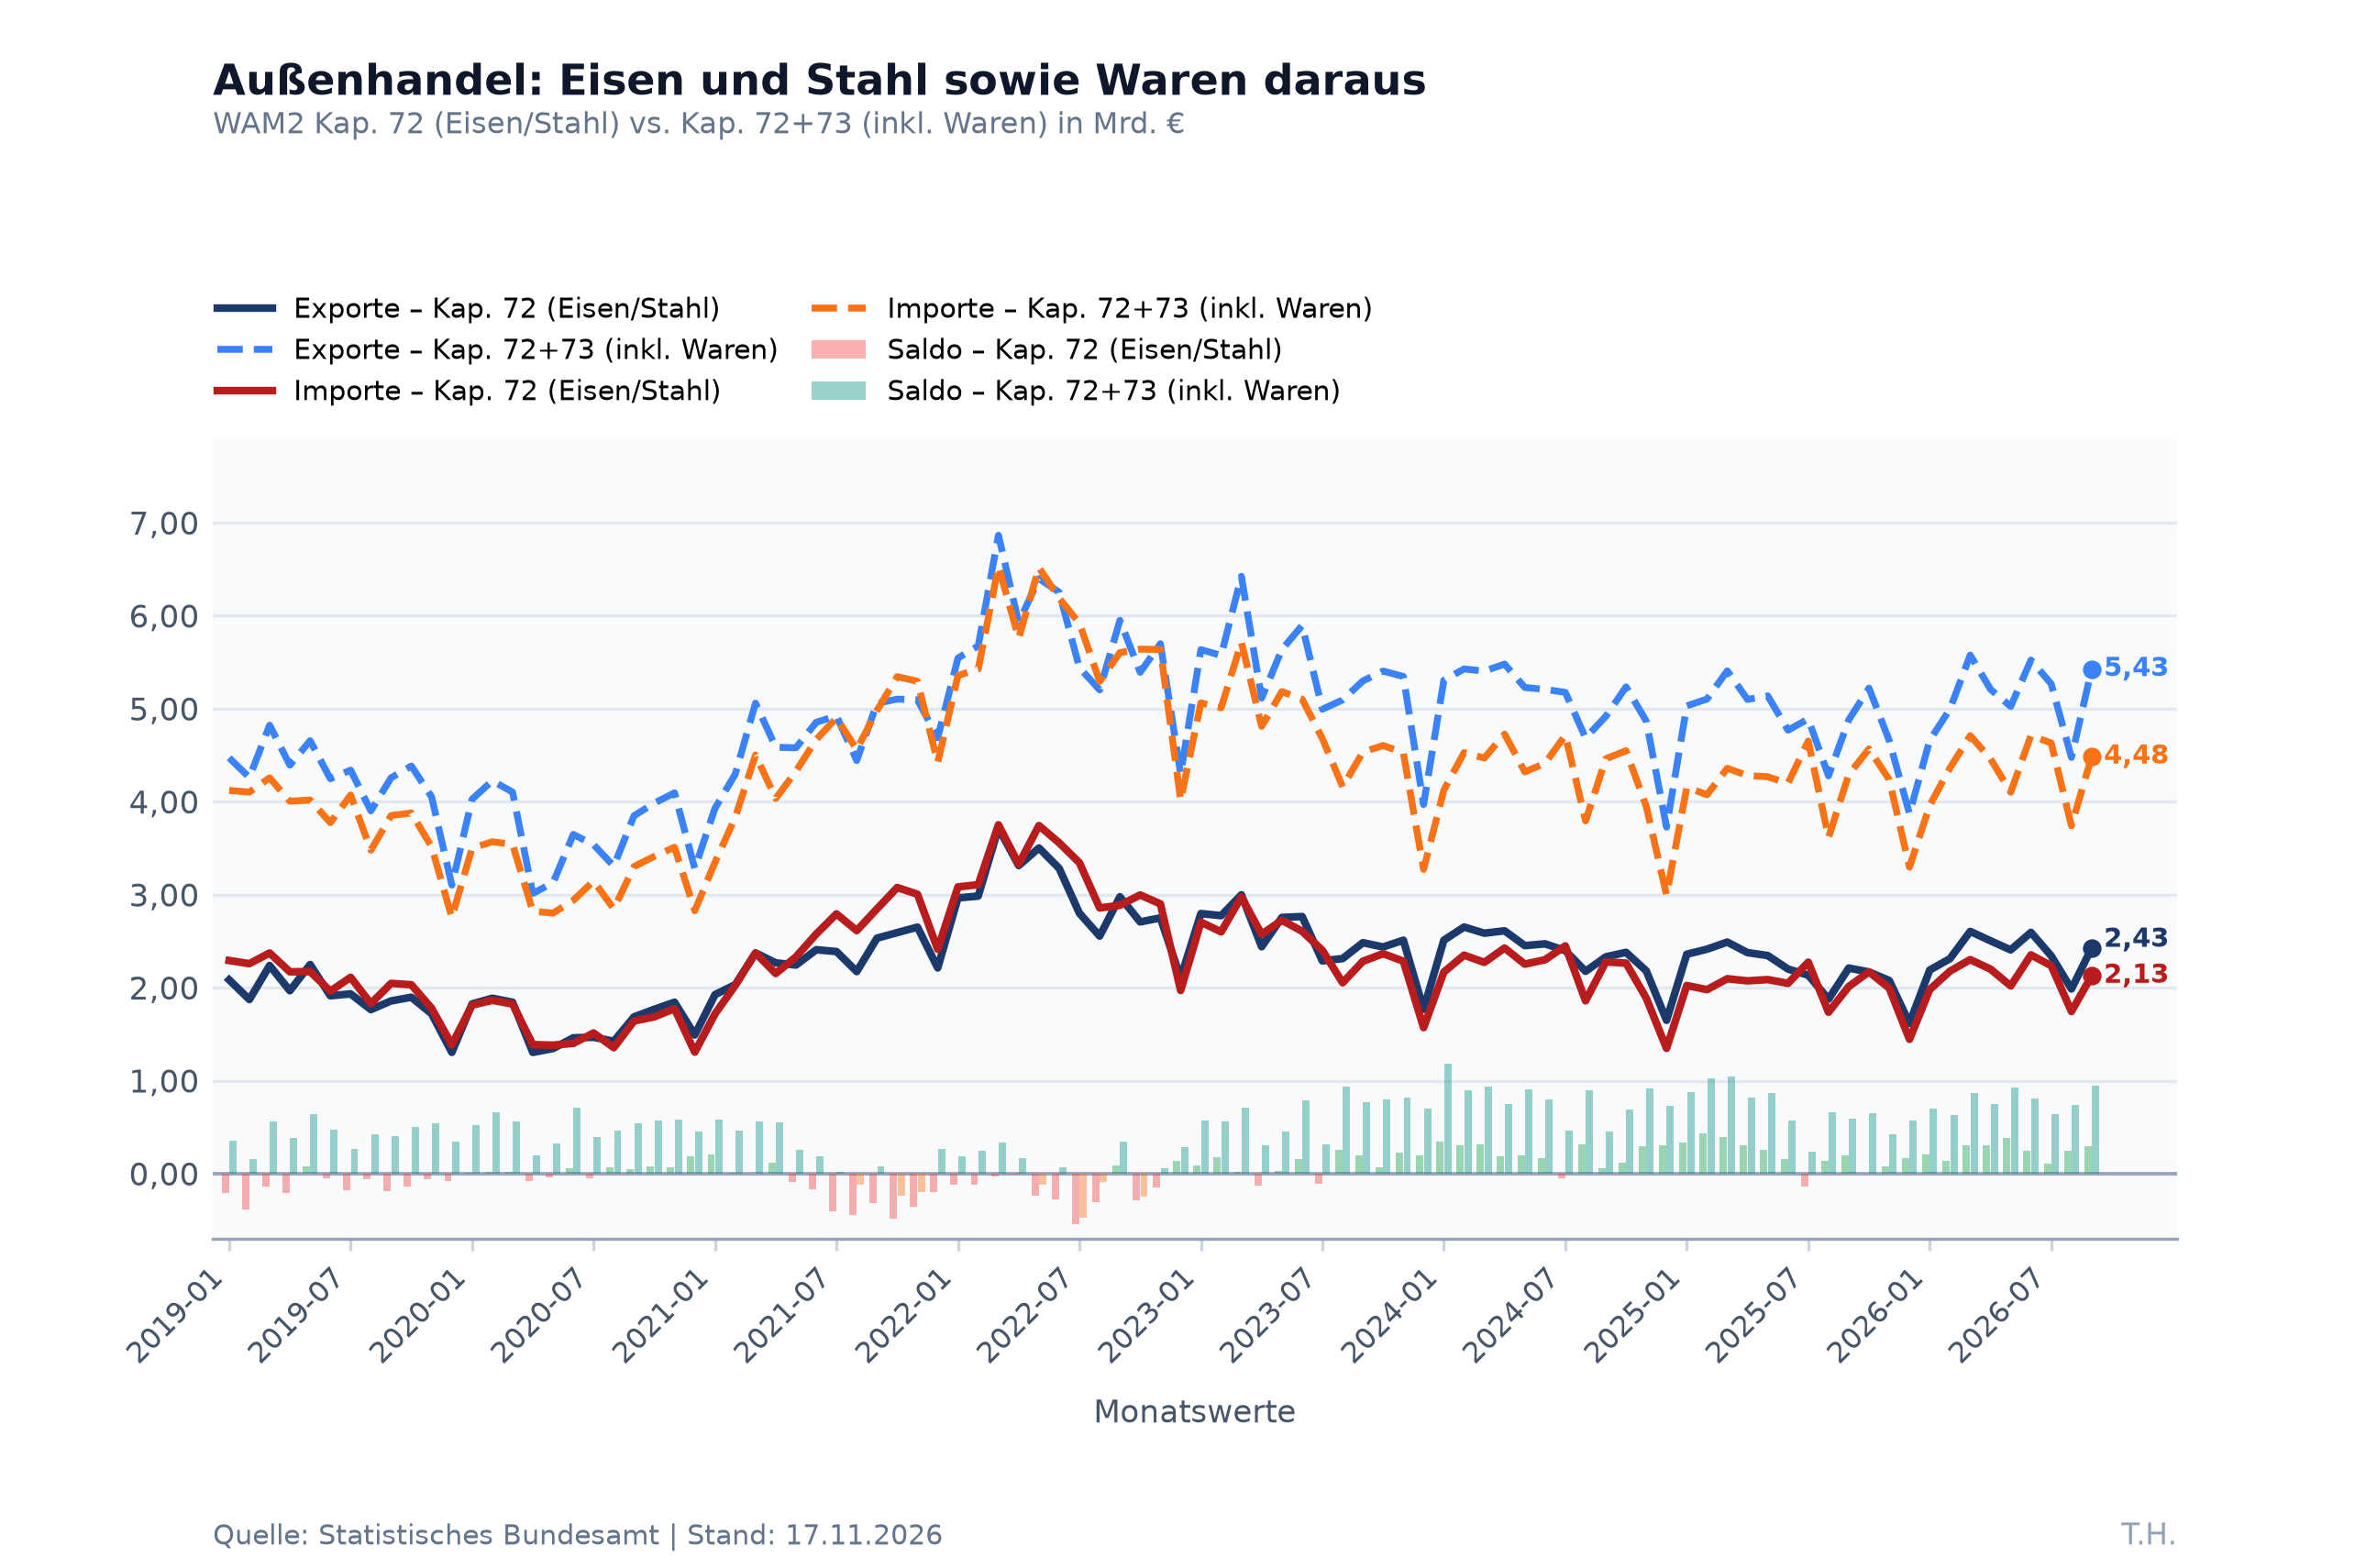 Außenhandel: Eisen und Stahl sowie Waren daraus
WAM2 Kap. 72 (Eisen/Stahl) vs. Kap. 72+73 (inkl. Waren) in Mrd. €
Exporte – Kap. 72 (Eisen/Stahl)
Exporte – Kap. 72+73 (inkl. Waren)
Importe – Kap. 72 (Eisen/Stahl)
Importe – Kap. 72+73 (inkl. Waren)
Saldo – Kap. 72 (Eisen/Stahl)
Saldo – Kap. 72+73 (inkl. Waren)
7,00
6,00
5,00
4,00
3,00
2,00
1,00
0,00
5,43
4,48
2,43
2,13
2019-01
2019-07
2020-01
2020-07
2021-01
2021-07
2022-01
2022-07
2023-01
2023-07
2024-01
2024-07
2025-01
2025-07
2026-01
2026-07
Monatswerte
Quelle: Statistisches Bundesamt | Stand: 17.11.2026
T.H.